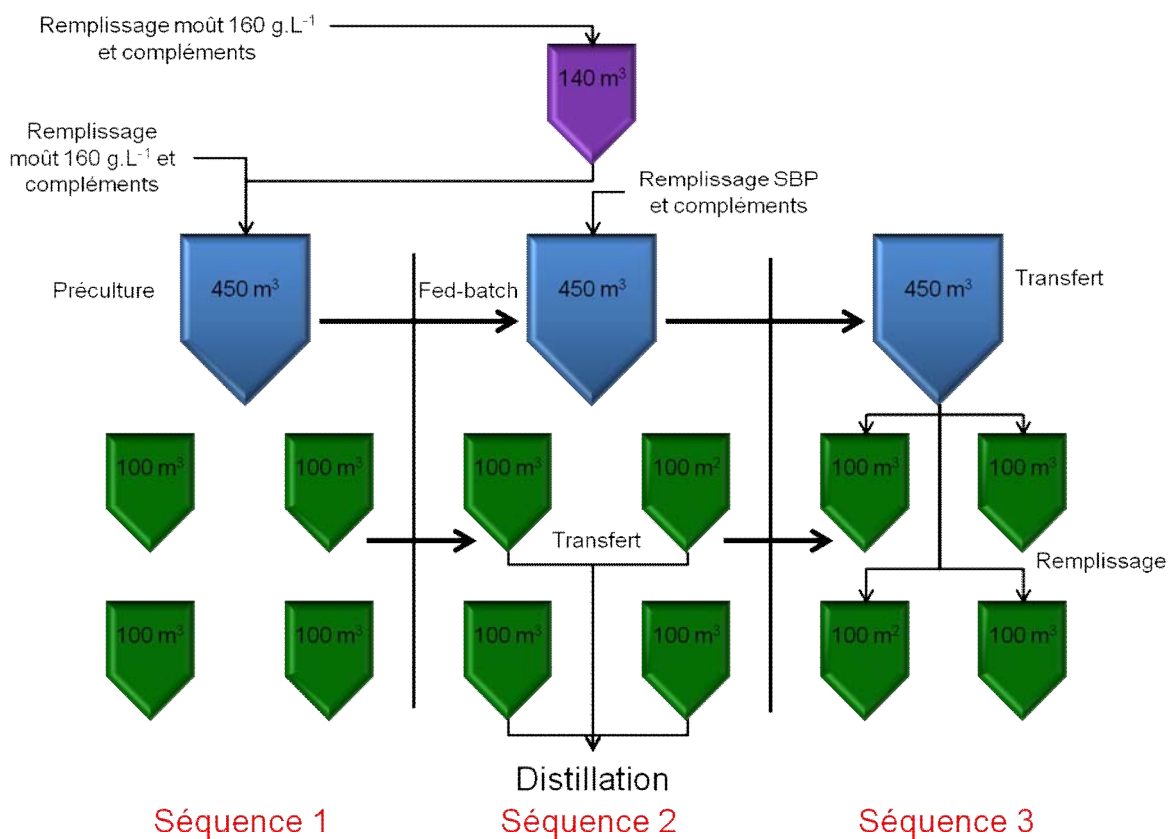 Remplissage moût 160 g.L⁻¹
et compléments
140 m³
Remplissage
moût 160 g.L⁻¹ et
compléments
Remplissage SBP
et compléments
Préculture
450 m³
Fed-batch
450 m³
450 m³
Transfert
100 m³
100 m³
100 m³
100 m²
100 m³
100 m³
Transfert
Remplissage
100 m³
100 m³
100 m³
100 m³
100 m²
100 m³
Distillation
Séquence 1
Séquence 2
Séquence 3